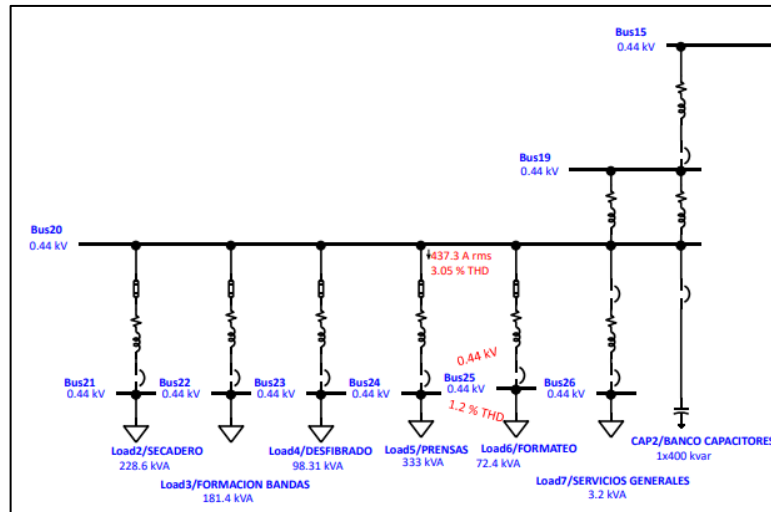 Bus15
0.44 kV
Bus19
0.44 kV
Bus20
0.44 kV
437.3 A rms
3.05 % THD
0.44 kV
Bus21 Bus22 Bus23 Bus24 Bus25 Bus26
0.44 kV 0.44 kV 0.44 kV 0.44 kV 0.44 kV 0.44 kV
1.2 % THD
Load2/SECADERO
228.6 kVA
Load3/FORMACION BANDAS
181.4 kVA
Load4/DESFIBRADO
98.31 kVA
Load5/PRENSAS
333 kVA
Load6/FORMATEO
72.4 kVA
Load7/SERVICIOS GENERALES
3.2 kVA
CAP2/BANCO CAPACITORES
1x400 kvar